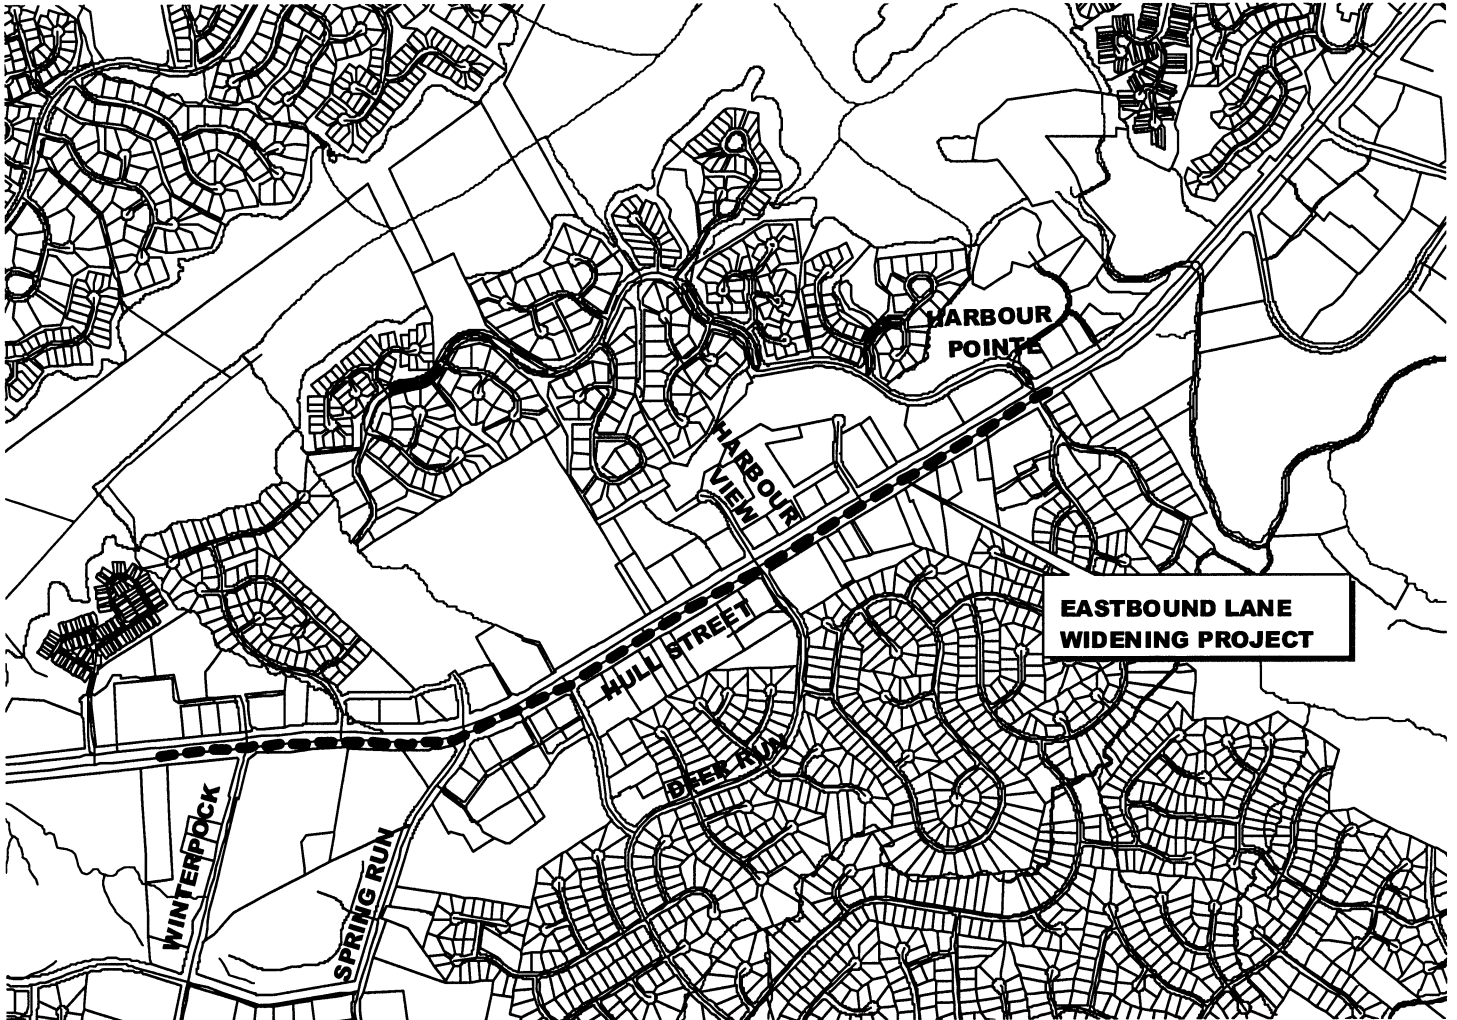 HARBOUR
POINTE
HARBOUR
VIEW
EASTBOUND LANE
WIDENING PROJECT
HULL STREET
DEER RUN
WINTERPOCK
SPRING RUN